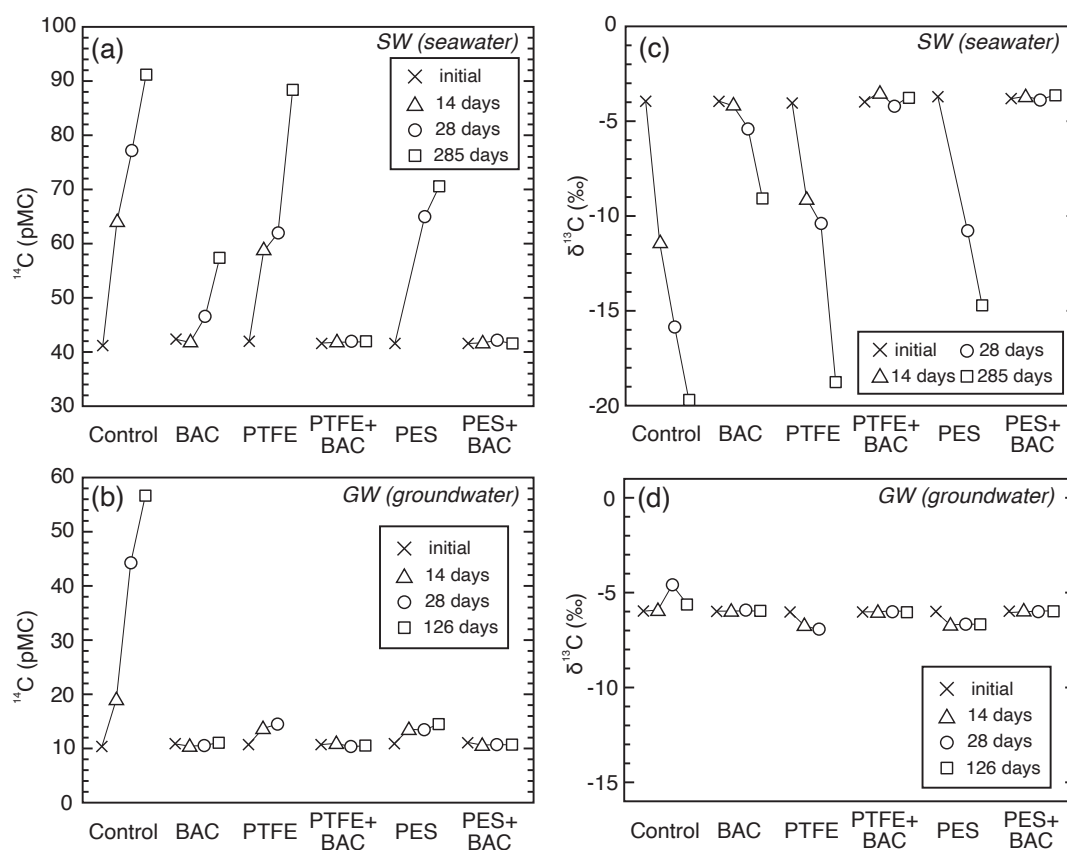 (a)
SW (seawater)
initial
14 days
28 days
285 days
100
90
80
70
60
50
40
30
¹⁴C (pMC)
Control
BAC
PTFE
PTFE+
BAC
PES
PES+
BAC
(c)
SW (seawater)
0
-5
-10
-15
-20
δ¹³C (‰)
initial
28 days
14 days
285 days
Control
BAC
PTFE
PTFE+
BAC
PES
PES+
BAC
(b)
GW (groundwater)
initial
14 days
28 days
126 days
60
50
40
30
20
10
0
¹⁴C (pMC)
Control
BAC
PTFE
PTFE+
BAC
PES
PES+
BAC
(d)
GW (groundwater)
0
-5
-10
-15
δ¹³C (‰)
initial
14 days
28 days
126 days
Control
BAC
PTFE
PTFE+
BAC
PES
PES+
BAC